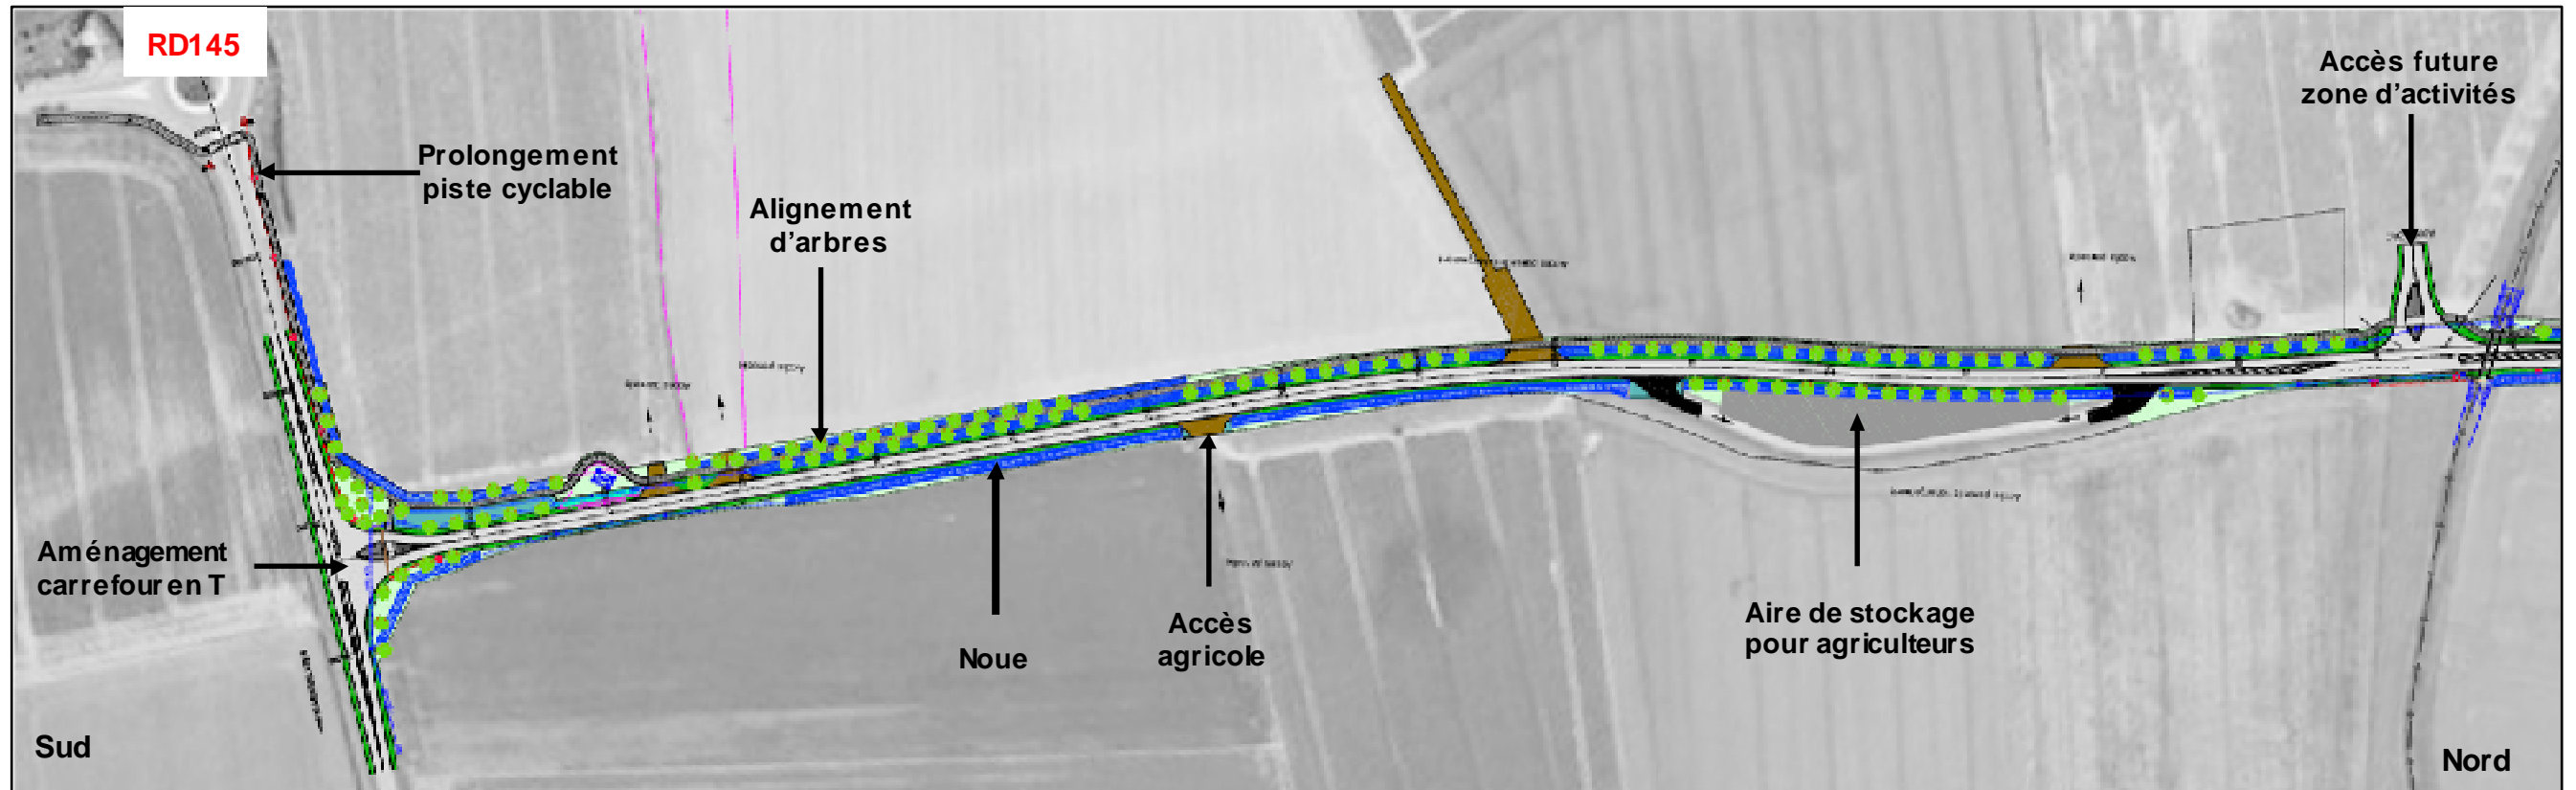 RD145
Accès future
zone d'activités
Prolongement
piste cyclable
Alignement
d'arbres
Aménagement
carrefour en T
Noue
Accès
agricole
Aire de stockage
pour agriculteurs
Sud
Nord